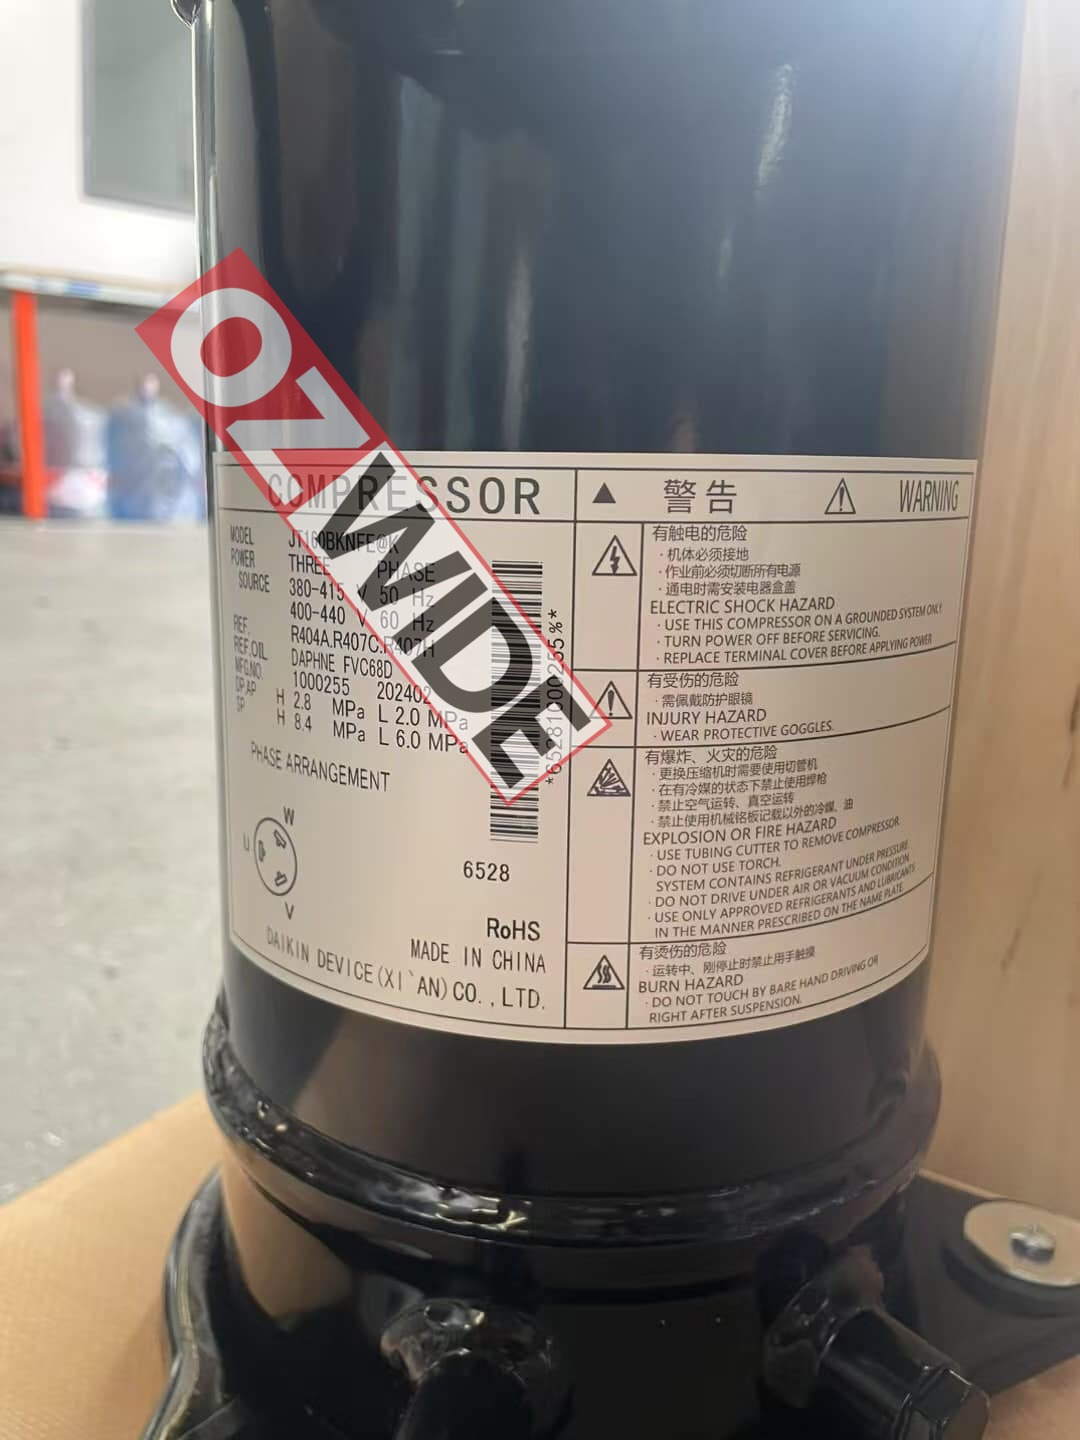 OZWIDE
COMPRESSOR
MODEL JT160BKNFE@K
POWER THREE PHASE
SOURCE 380-415 V 50 Hz
400-440 V 60 Hz
REF. R404A.R407C.R407H
REF.OIL DAPHNE FVC68D
MFG.NO. 1000255 202402
DP,AP H 2.8 MPa L 2.0 MPa
SP H 8.4 MPa L 6.0 MPa
PHASE ARRANGEMENT
W
U
V
*65281000255%*
6528
RoHS
MADE IN CHINA
DAIKIN DEVICE(XI`AN)CO.,LTD.
警告 WARNING
有触电的危险
·机体必须接地
·作业前必须切断所有电源
·通电时需安装电器盒盖
ELECTRIC SHOCK HAZARD
·USE THIS COMPRESSOR ON A GROUNDED SYSTEM ONLY
·TURN POWER OFF BEFORE SERVICING.
·REPLACE TERMINAL COVER BEFORE APPLYING POWER
有受伤的危险
·需佩戴防护眼镜
INJURY HAZARD
·WEAR PROTECTIVE GOGGLES.
有爆炸、火灾的危险
·更换压缩机时需要使用切管机
·在有冷媒的状态下禁止使用焊枪
·禁止空气运转、真空运转
·禁止使用机械铭板记载以外的冷媒、油
EXPLOSION OR FIRE HAZARD
·USE TUBING CUTTER TO REMOVE COMPRESSOR.
·DO NOT USE TORCH.
SYSTEM CONTAINS REFRIGERANT UNDER PRESSURE.
·DO NOT DRIVE UNDER AIR OR VACUUM CONDITION.
·USE ONLY APPROVED REFRIGERANTS AND LUBRICANTS
IN THE MANNER PRESCRIBED ON THE NAME PLATE.
有烫伤的危险
·运转中、刚停止时禁止用手触摸
BURN HAZARD
·DO NOT TOUCH BY BARE HAND DRIVING OR
RIGHT AFTER SUSPENSION.